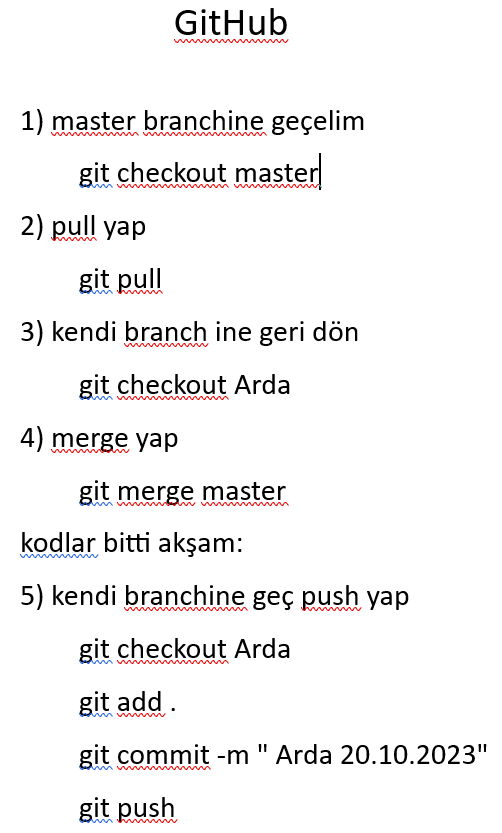 GitHub
1) master branchine geçelim
git checkout master
2) pull yap
git pull
3) kendi branch ine geri dön
git checkout Arda
4) merge yap
git merge master
kodlar bitti akşam:
5) kendi branchine geç push yap
git checkout Arda
git add .
git commit -m " Arda 20.10.2023"
git push